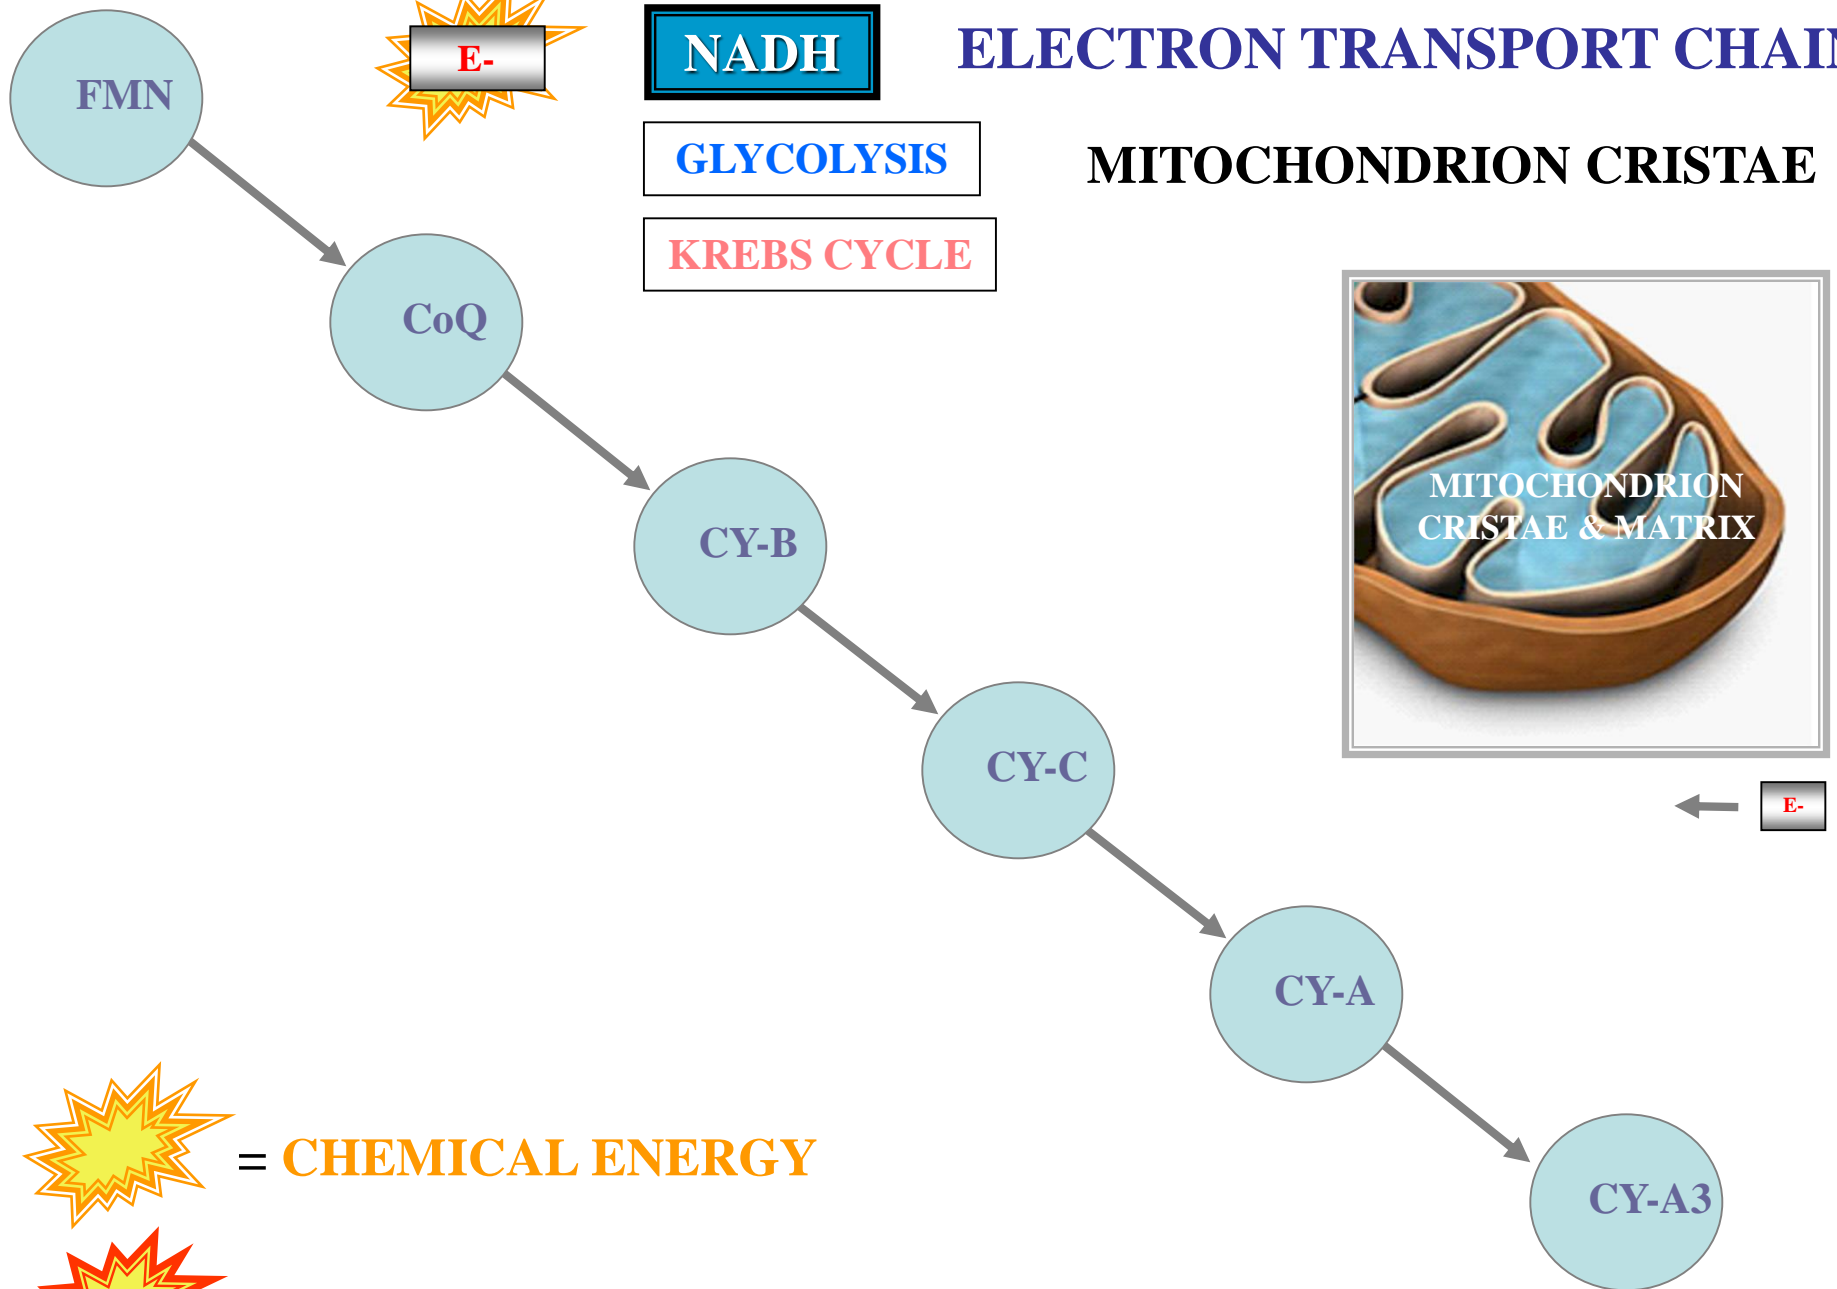 FMN
E-
NADH
ELECTRON TRANSPORT CHAIN
GLYCOLYSIS
MITOCHONDRION CRISTAE
KREBS CYCLE
CoQ
MITOCHONDRION
CRISTAE & MATRIX
CY-B
CY-C
E-
CY-A
= CHEMICAL ENERGY
CY-A3